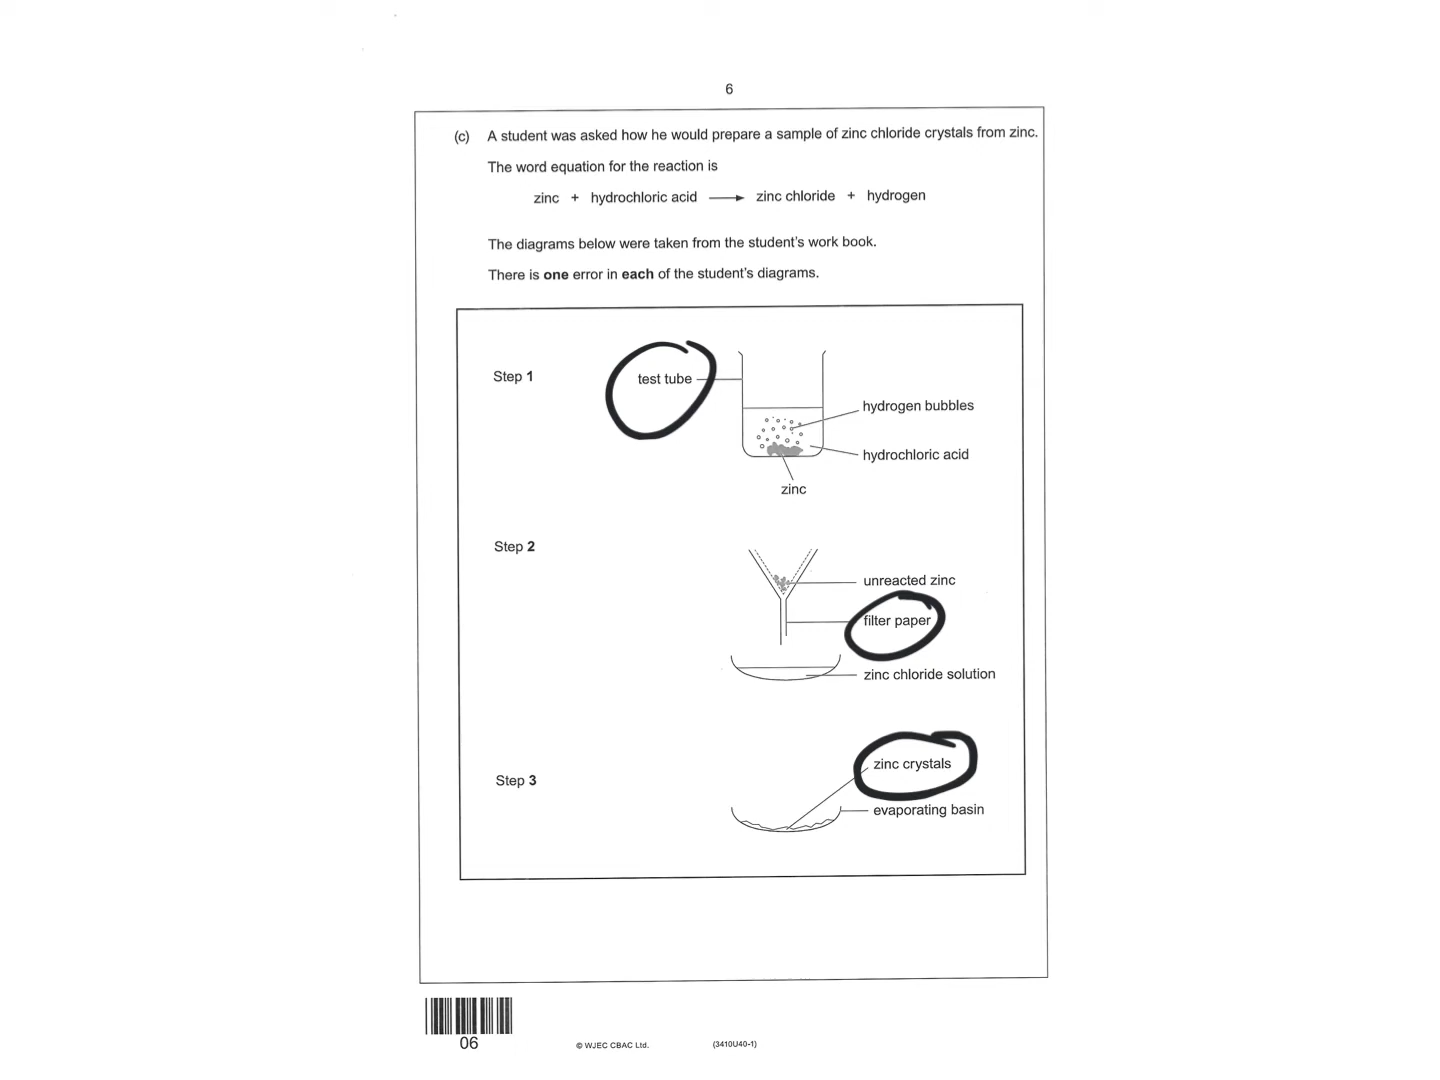 6
(c) A student was asked how he would prepare a sample of zinc chloride crystals from zinc.
The word equation for the reaction is
zinc + hydrochloric acid ⟶ zinc chloride + hydrogen
The diagrams below were taken from the student's work book.
There is one error in each of the student's diagrams.
Step 1
test tube
hydrogen bubbles
hydrochloric acid
zinc
Step 2
unreacted zinc
filter paper
zinc chloride solution
Step 3
zinc crystals
evaporating basin
06
© WJEC CBAC Ltd.
(3410U40-1)